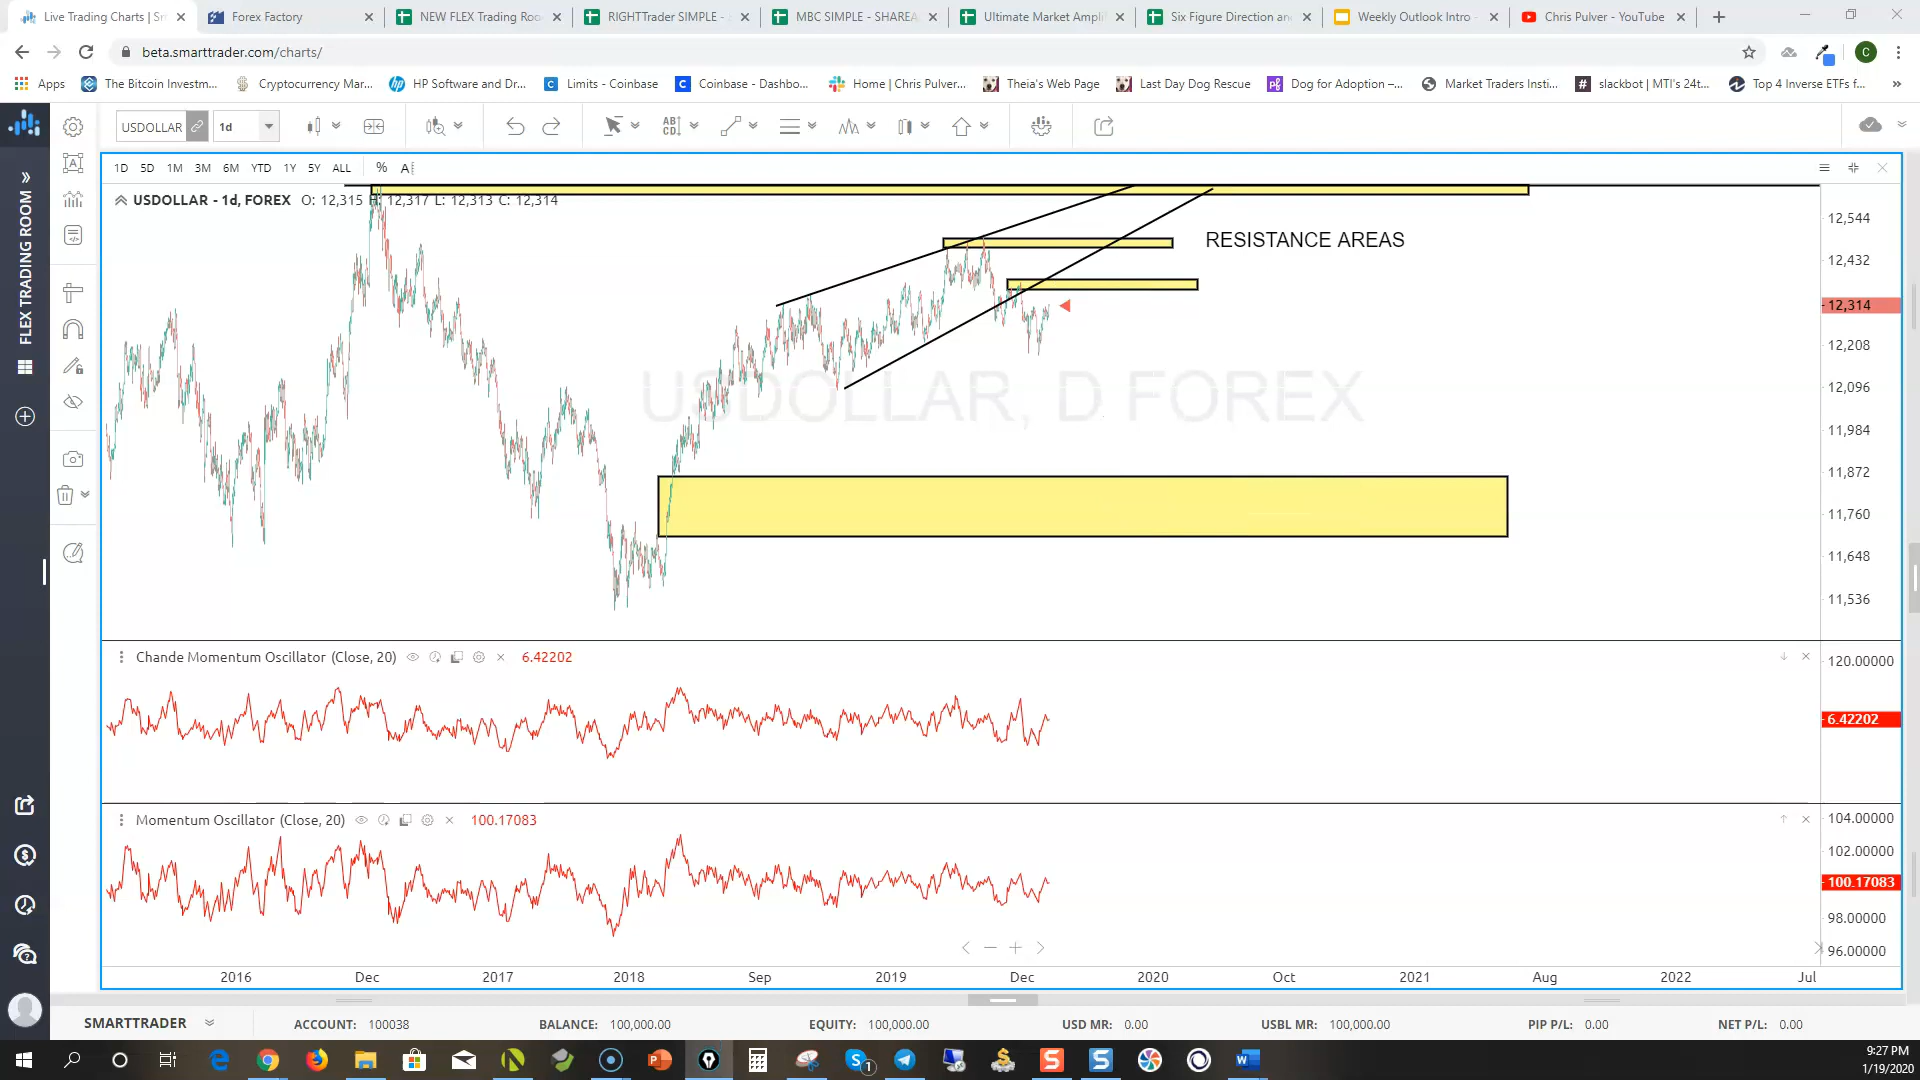 Live Trading Charts | Sm
Forex Factory
NEW FLEX Trading Roo
RIGHTTrader SIMPLE -
MBC SIMPLE - SHAREA
Ultimate Market Ampli
Six Figure Direction an
Weekly Outlook Intro
Chris Pulver - YouTube
beta.smarttrader.com/charts/
C
Apps
The Bitcoin Investm...
Cryptocurrency Mar...
HP Software and Dr...
Limits - Coinbase
Coinbase - Dashbo...
Home | Chris Pulver...
Theia's Web Page
Last Day Dog Rescue
Dog for Adoption –...
Market Traders Insti...
slackbot | MTI's 24t...
Top 4 Inverse ETFs f...
USDOLLAR
1d
1D 5D 1M 3M 6M YTD 1Y 5Y ALL %
FLEX TRADING ROOM
USDOLLAR - 1d, FOREX O: 12,315 H: 12,317 L: 12,313 C: 12,314
RESISTANCE AREAS
USDOLLAR, D FOREX
12,544
12,432
12,314
12,208
12,096
11,984
11,872
11,760
11,648
11,536
Chande Momentum Oscillator (Close, 20) 6.42202
120.00000
6.42202
Momentum Oscillator (Close, 20) 100.17083
104.00000
102.00000
100.17083
98.00000
96.00000
2016 Dec 2017 2018 Sep 2019 Dec 2020 Oct 2021 Aug 2022 Jul
SMARTTRADER ACCOUNT: 100038 BALANCE: 100,000.00 EQUITY: 100,000.00 USD MR: 0.00 USBL MR: 100,000.00 PIP P/L: 0.00 NET P/L: 0.00
9:27 PM
1/19/2020